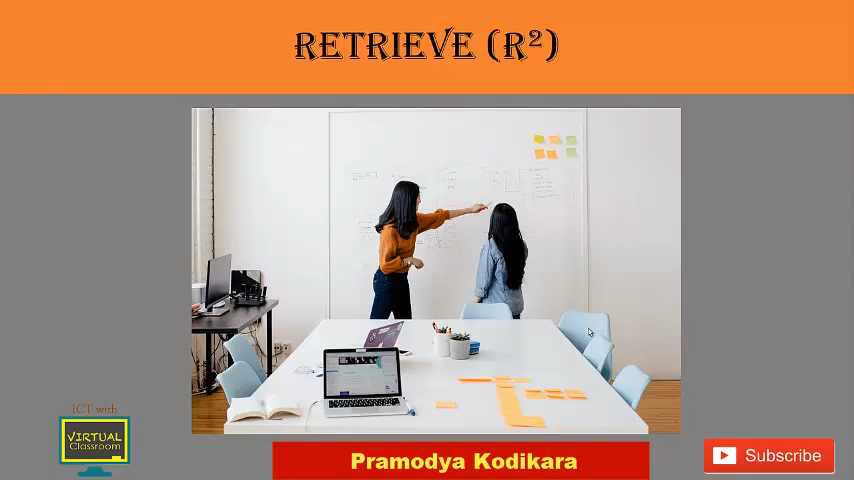 RETRIEVE (R²)
ICT with
VIRTUAL
Classroom
Pramodya Kodikara
Subscribe